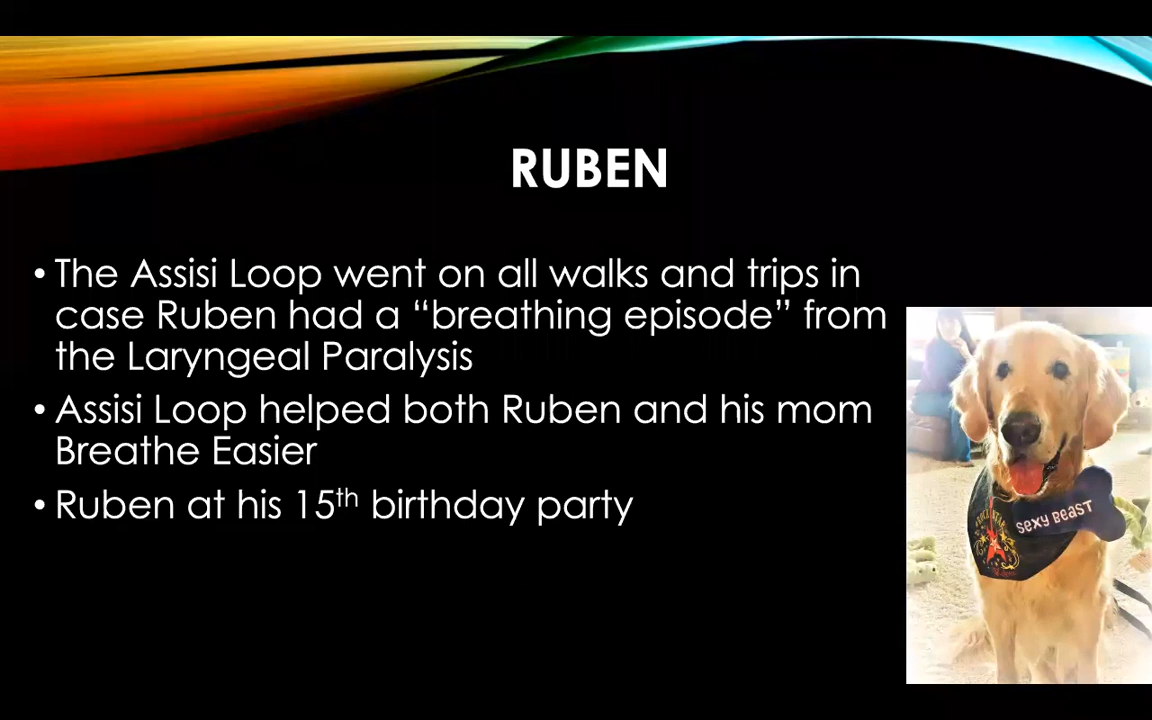 RUBEN
• The Assisi Loop went on all walks and trips in
case Ruben had a “breathing episode” from
the Laryngeal Paralysis
• Assisi Loop helped both Ruben and his mom
Breathe Easier
• Ruben at his 15th birthday party
SEXY BEAST